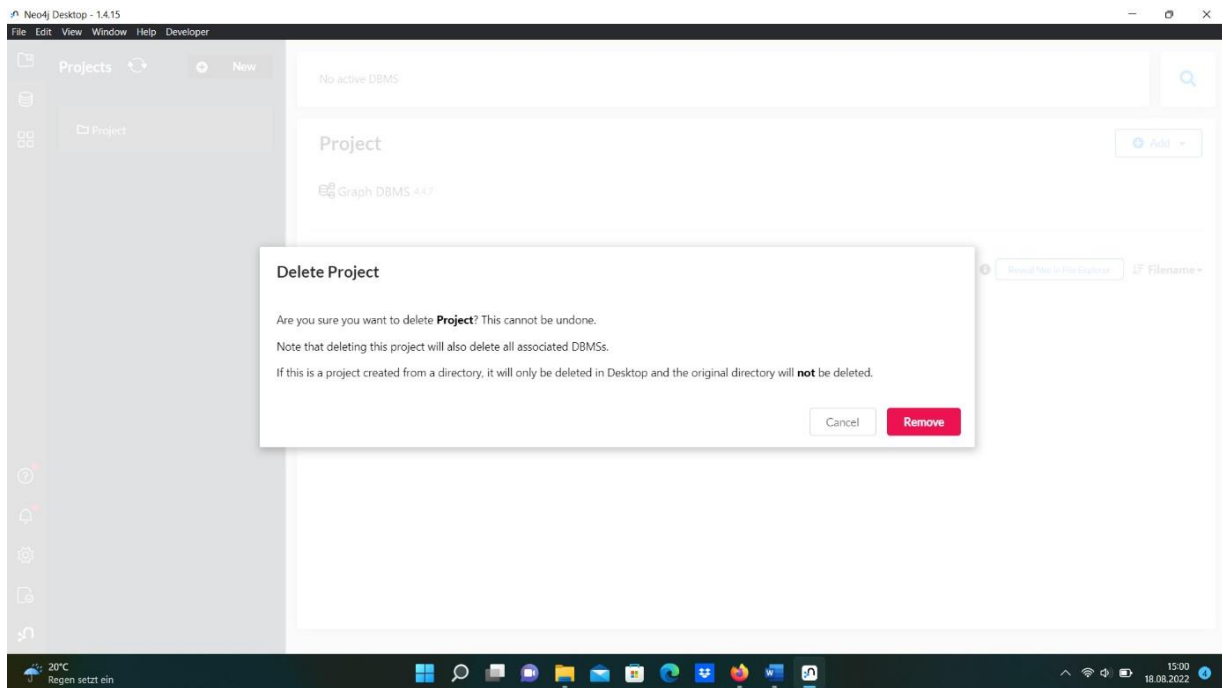 Neo4j Desktop - 1.4.15
File Edit View Window Help Developer
Projects
New
No active DBMS
Project
Project
Add
Graph DBMS 4.4.7
Filename
Delete Project
Are you sure you want to delete Project? This cannot be undone.
Note that deleting this project will also delete all associated DBMSs.
If this is a project created from a directory, it will only be deleted in Desktop and the original directory will not be deleted.
Cancel
Remove
20°C
Regen setzt ein
15:00
18.08.2022
4